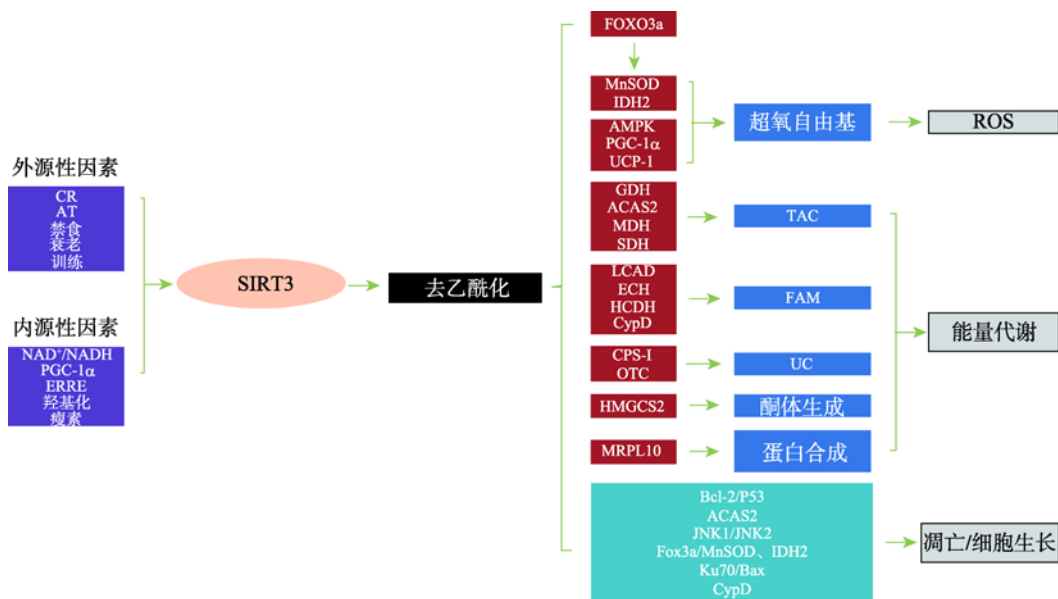 外源性因素
CR
AT
禁食
衰老
训练
内源性因素
NAD⁺/NADH
PGC-1α
ERRE
羟基化
瘦素
SIRT3
去乙酰化
FOXO3a
MnSOD
IDH2
AMPK
PGC-1α
UCP-1
超氧自由基
ROS
GDH
ACAS2
MDH
SDH
TAC
LCAD
ECH
HCDH
CypD
FAM
CPS-I
OTC
UC
HMGCS2
酮体生成
MRPL10
蛋白合成
能量代谢
Bcl-2/P53
ACAS2
JNK1/JNK2
Fox3a/MnSOD、IDH2
Ku70/Bax
CypD
凋亡/细胞生长